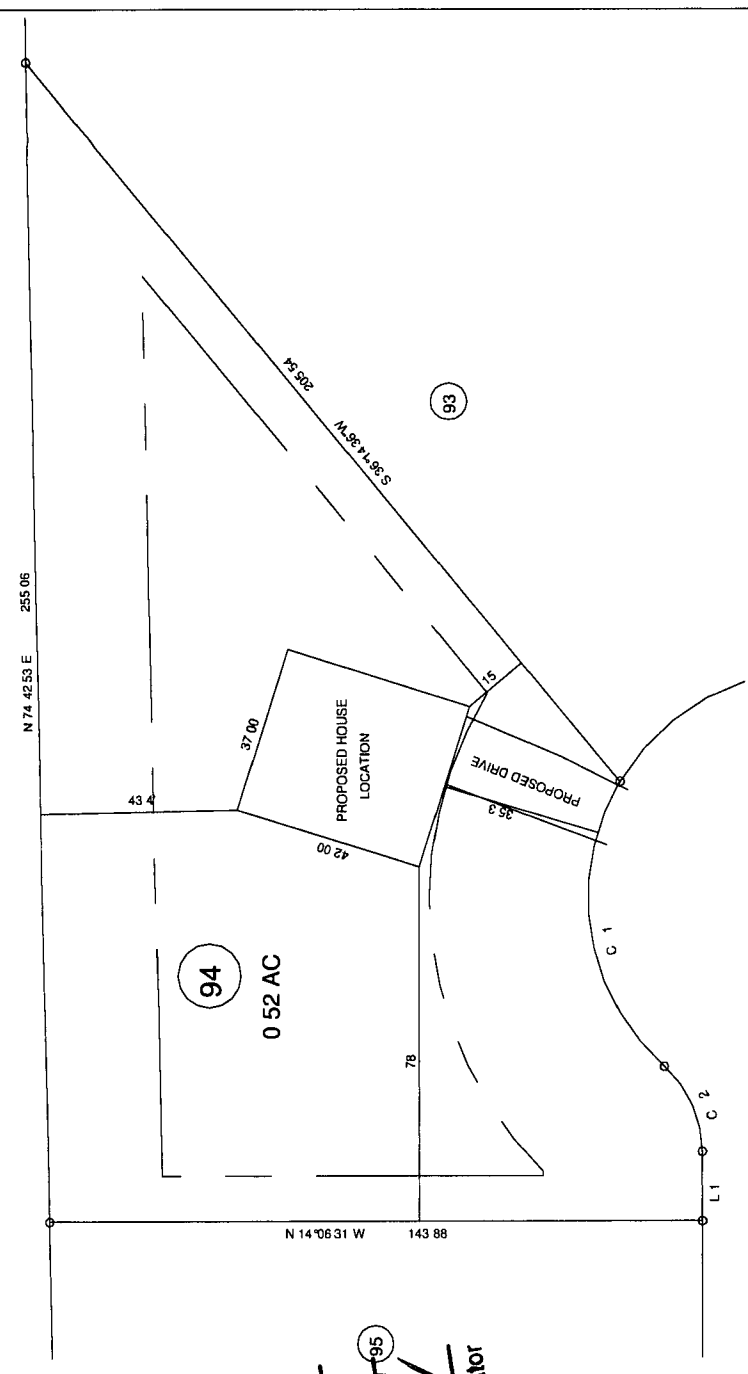 N 74 42 53 E 255 06
S 36°14 36"W
205 54
93
43 4'
37 00
42 00
PROPOSED HOUSE
LOCATION
15
PROPOSED DRIVE
35 3
94
0 52 AC
78
C 1
C 2
L 1
N 14°06 31 W 143 88
95